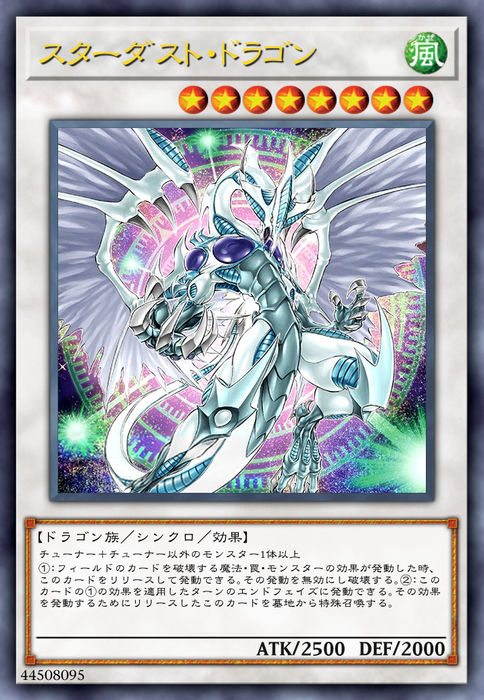 スターダスト・ドラゴン
風
かぜ
【ドラゴン族／シンクロ／効果】
チューナー＋チューナー以外のモンスター1体以上
①：フィールドのカードを破壊する魔法・罠・モンスターの効果が発動した時、
このカードをリリースして発動できる。その発動を無効にし破壊する。②：この
カードの①の効果を適用したターンのエンドフェイズに発動できる。その効果
を発動するためにリリースしたこのカードを墓地から特殊召喚する。
ATK/2500 DEF/2000
44508095